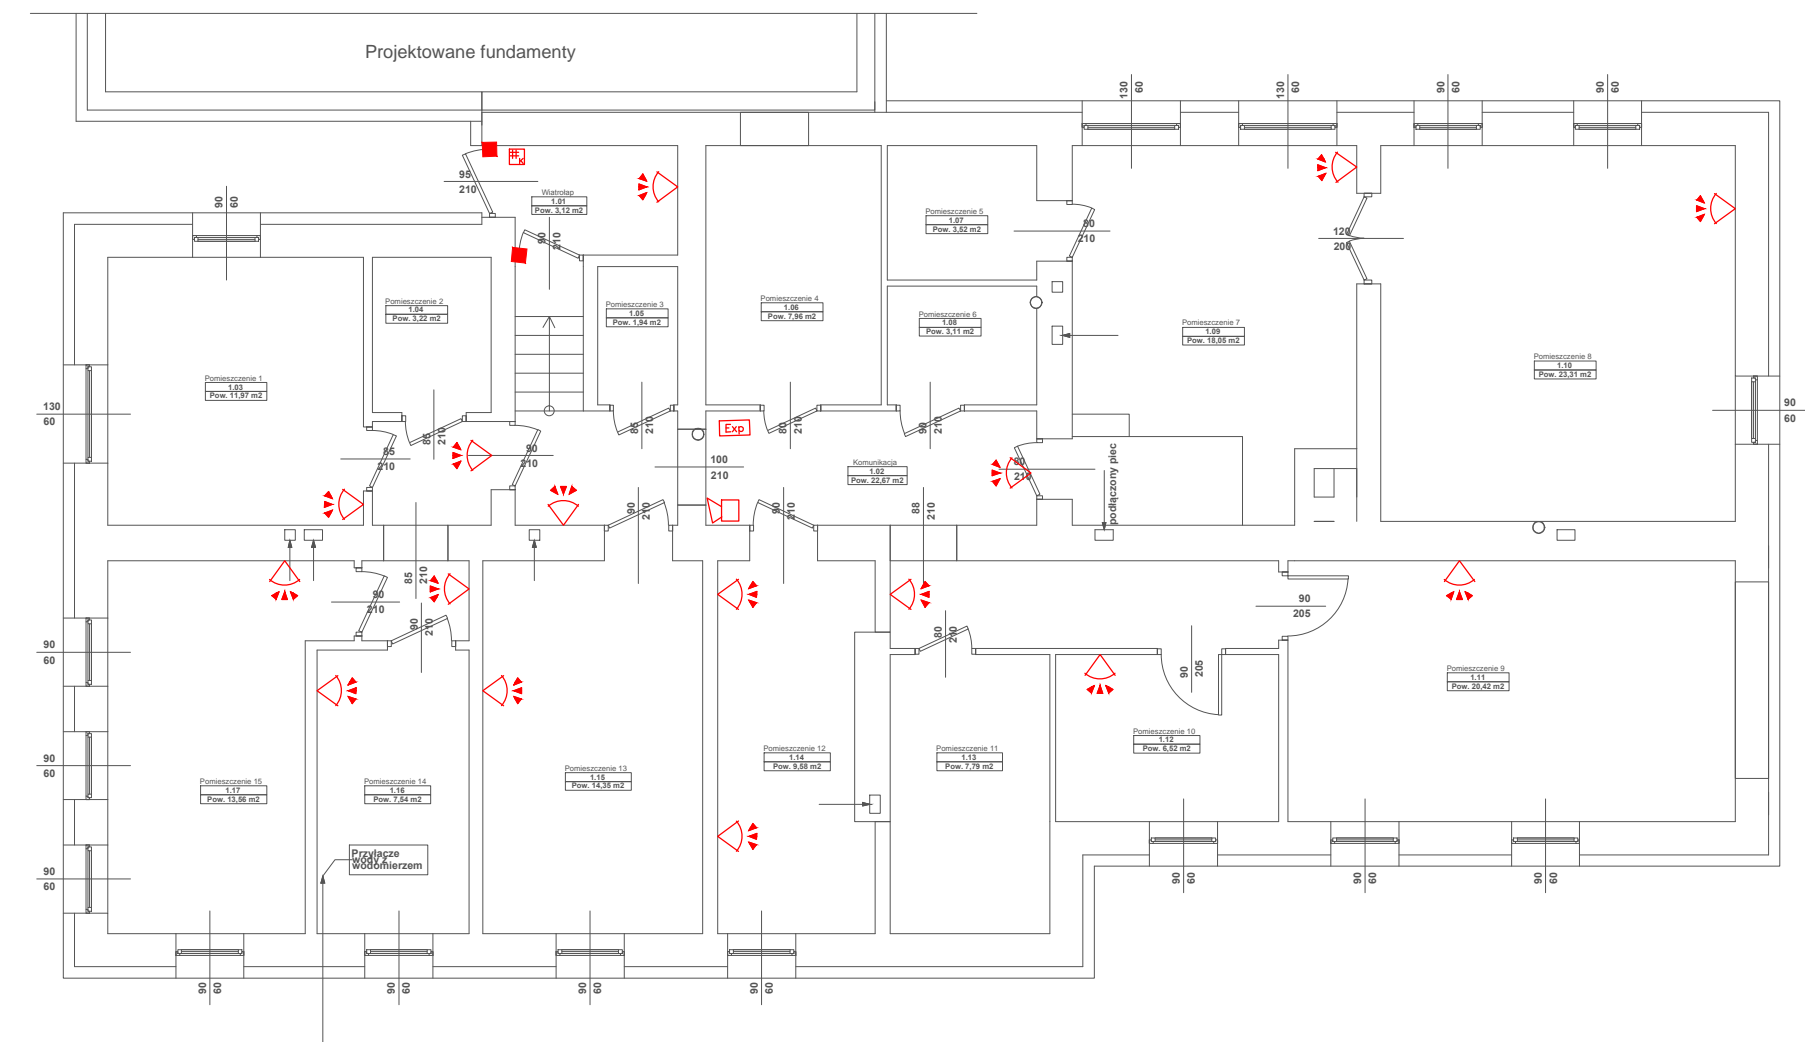 Projektowane fundamenty
130
60
130
60
90
60
90
60
K
95
210
90
60
Wiatrołap
1.01
Pow. 3,12 m2
90
210
Pomieszczenie 5
1.07
Pow. 3,52 m2
80
210
120
200
Pomieszczenie 2
1.04
Pow. 3,22 m2
Pomieszczenie 3
1.05
Pow. 1,94 m2
Pomieszczenie 4
1.06
Pow. 7,96 m2
Pomieszczenie 6
1.08
Pow. 3,11 m2
Pomieszczenie 7
1.09
Pow. 18,05 m2
Pomieszczenie 8
1.10
Pow. 23,31 m2
Pomieszczenie 1
1.03
Pow. 11,97 m2
130
60
90
60
85
210
85
210
80
210
90
210
Exp
85
210
90
210
100
210
Komunikacja
1.02
Pow. 22,67 m2
80
210
podłączony piec
90
210
90
210
88
210
85
210
90
210
90
210
90
205
80
210
90
205
90
60
Pomieszczenie 9
1.11
Pow. 20,42 m2
Pomieszczenie 10
1.12
Pow. 6,52 m2
Pomieszczenie 11
1.13
Pow. 7,79 m2
Pomieszczenie 12
1.14
Pow. 9,58 m2
Pomieszczenie 13
1.15
Pow. 14,35 m2
Pomieszczenie 14
1.16
Pow. 7,54 m2
Pomieszczenie 15
1.17
Pow. 13,56 m2
90
60
Przyłącze
wody z
wodomierzem
90
60
90
60
90
60
90
60
90
60
90
60
90
60
90
60